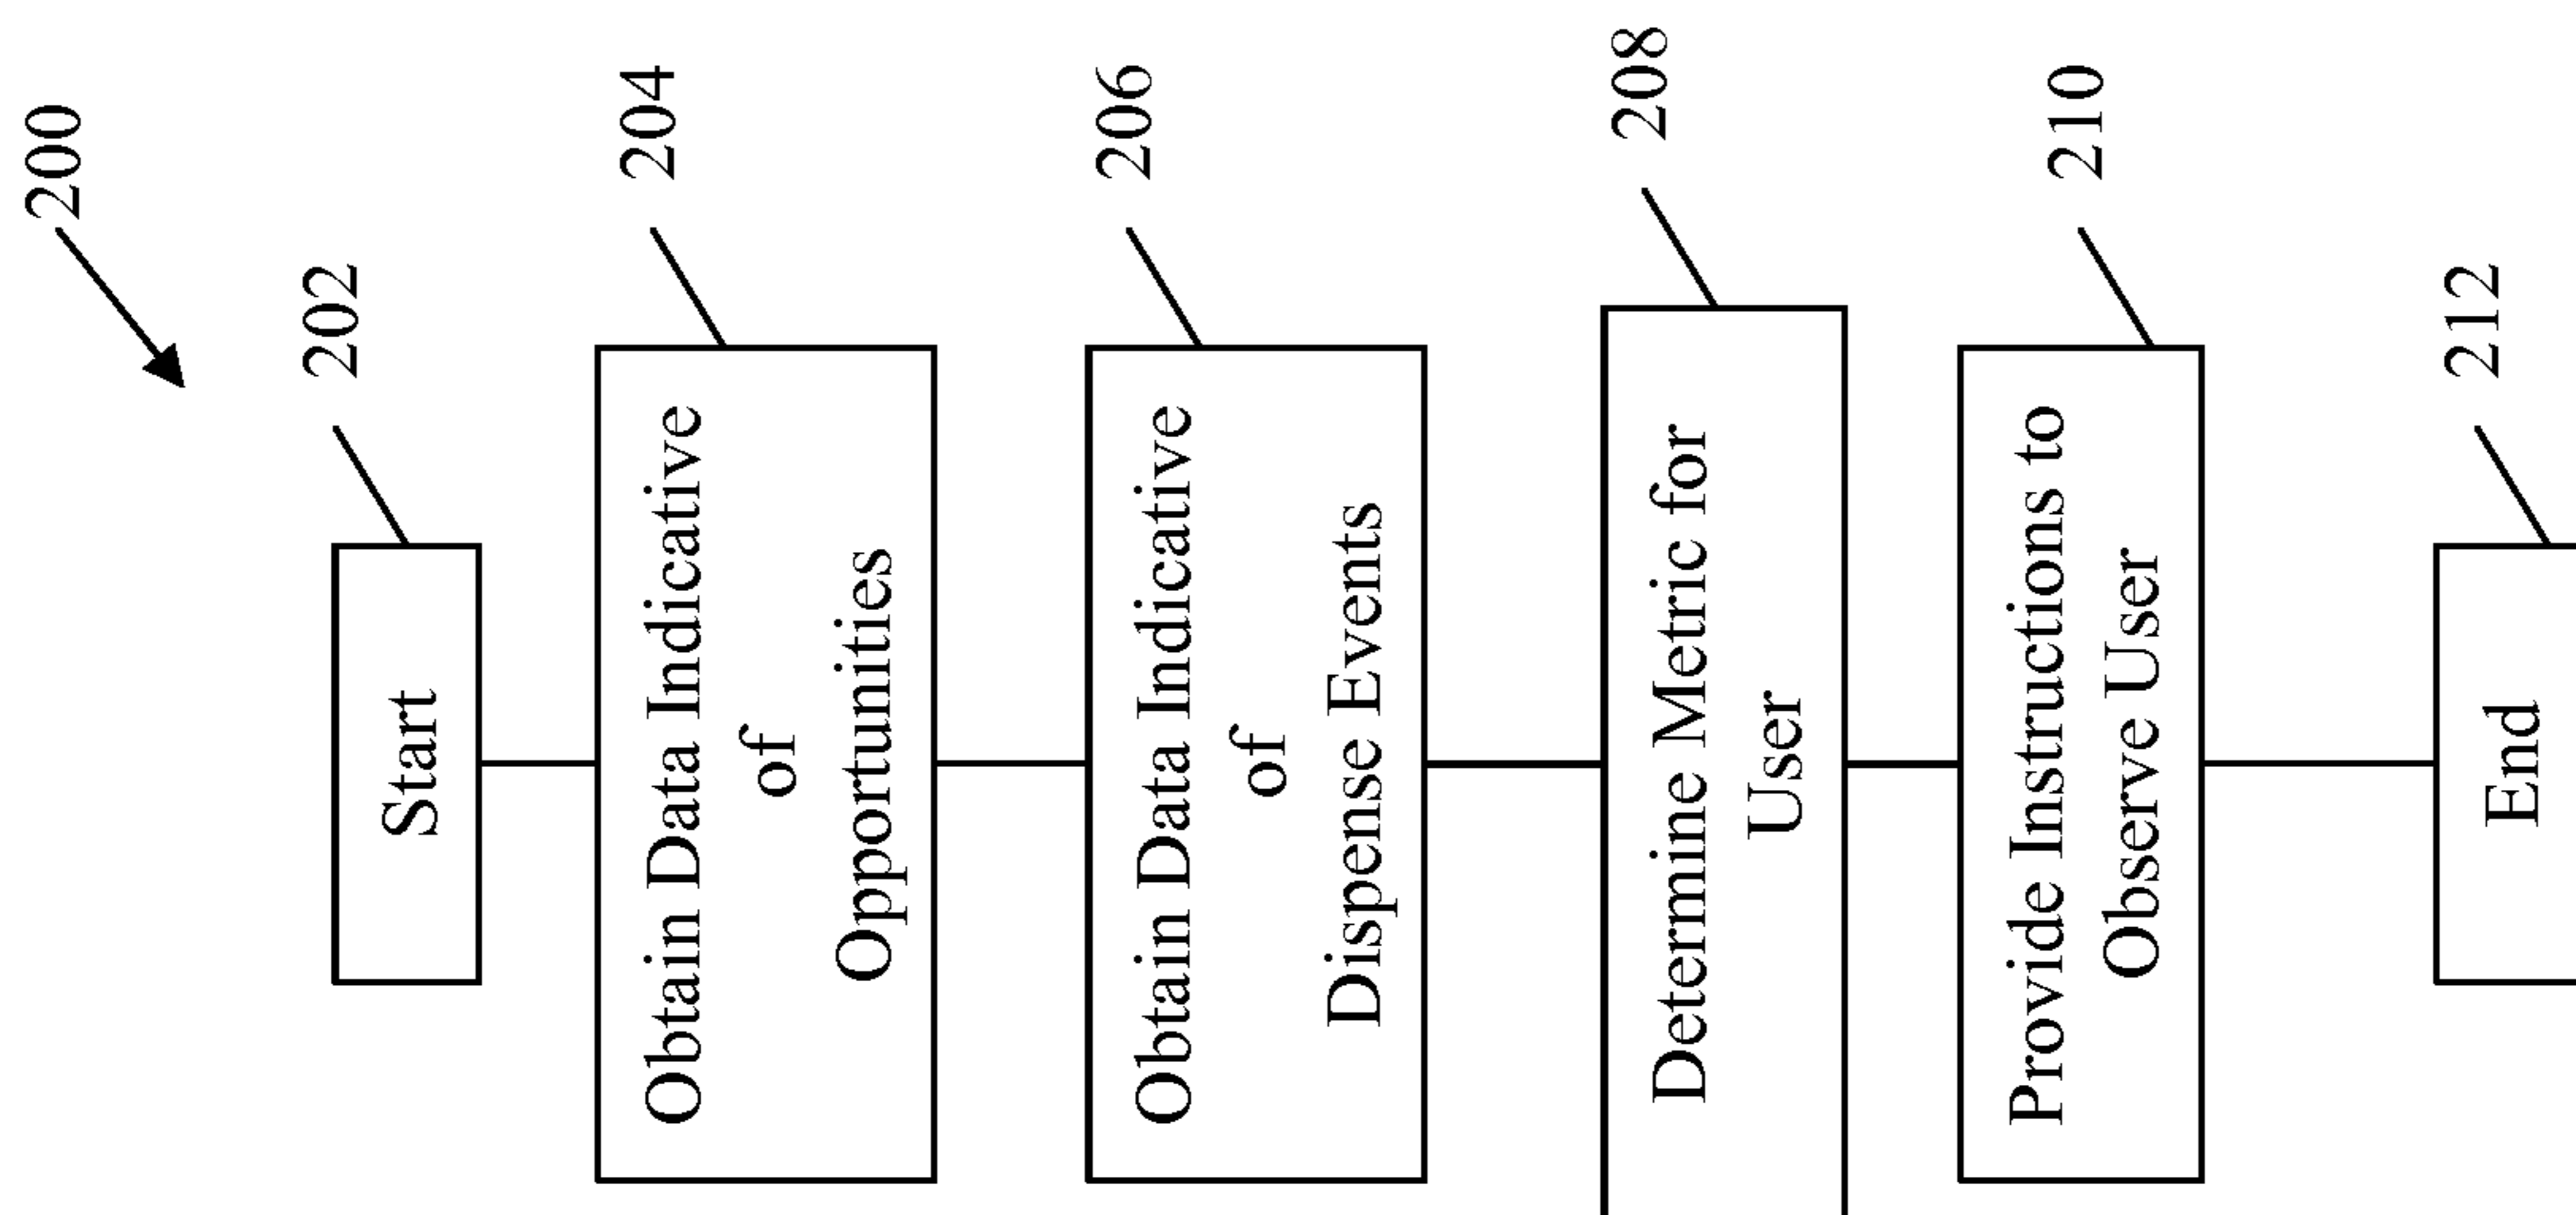 200
202
Start
204
Obtain Data Indicative
of
Opportunities
206
Obtain Data Indicative
of
Dispense Events
208
Determine Metric for
User
210
Provide Instructions to
Observe User
212
End